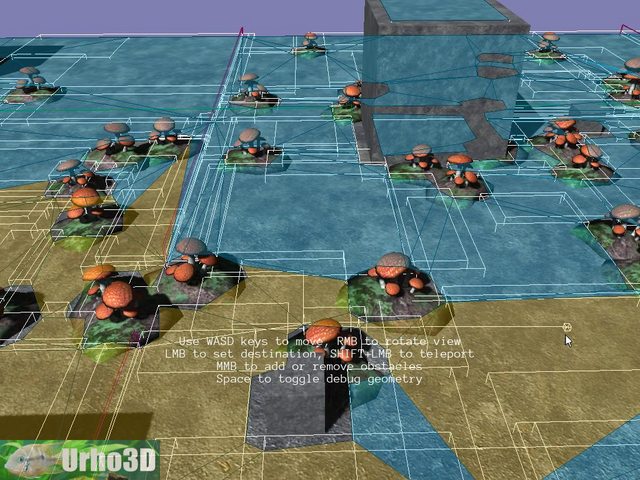 Use WASD keys to move, RMB to rotate view
LMB to set destination, SHIFT+LMB to teleport
MMB to add or remove obstacles
Space to toggle debug geometry
Urho3D